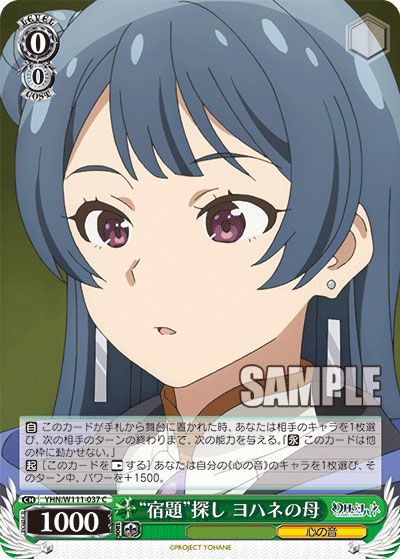 LEVEL
0
0
COST
SAMPLE
自 このカードが手札から舞台に置かれた時、あなたは相手のキャラを1枚選
び、次の相手のターンの終わりまで、次の能力を与える。『永 このカードは他
の枠に動かせない。』
起 [このカードをレストする] あなたは自分の《心の音》のキャラを1枚選び、そ
のターン中、パワーを+1500。
CH YHN/W111-037 C
1000
“宿題”探し ヨハネの母
心の音
©PROJECT YOHANE